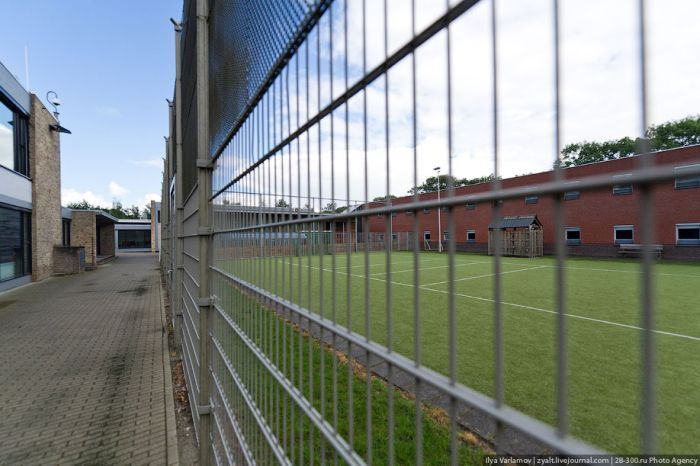 Ilya Varlamov | zyalt.livejournal.com | 28-300.ru Photo Agency